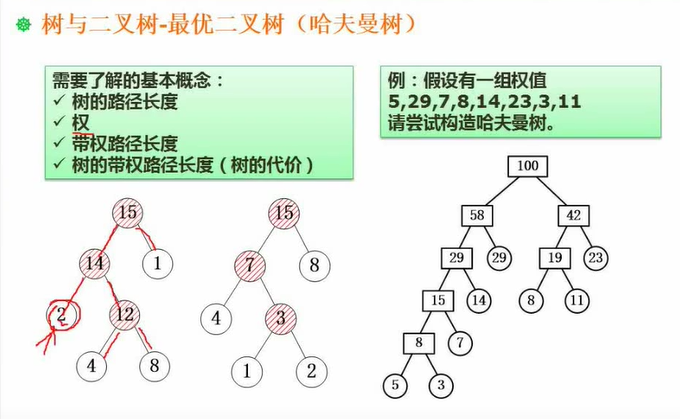 树与二叉树-最优二叉树（哈夫曼树）
需要了解的基本概念：
✓ 树的路径长度
✓ 权
✓ 带权路径长度
✓ 树的带权路径长度（树的代价）
例：假设有一组权值
5,29,7,8,14,23,3,11
请尝试构造哈夫曼树。
15
14 1
2 12
4 8
15
7 8
4 3
1 2
100
58 42
29 29 19 23
15 14 8 11
8 7
5 3